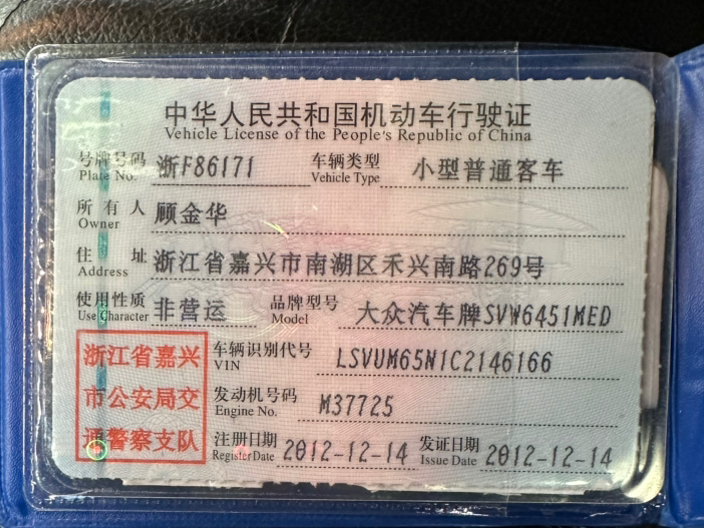 中华人民共和国机动车行驶证
Vehicle License of the People's Republic of China
号牌号码 浙F86171 车辆类型 小型普通客车
Plate No. Vehicle Type
所有人 顾金华
Owner
住址 浙江省嘉兴市南湖区禾兴南路269号
Address
使用性质 非营运 品牌型号 大众汽车牌SVW6451MED
Use Character Model
浙江省嘉兴 车辆识别代号 LSVUM65N1C2146166
VIN
市公安局交 发动机号码 M37725
Engine No.
通警察支队 注册日期 2012-12-14 发证日期 2012-12-14
Register Date Issue Date